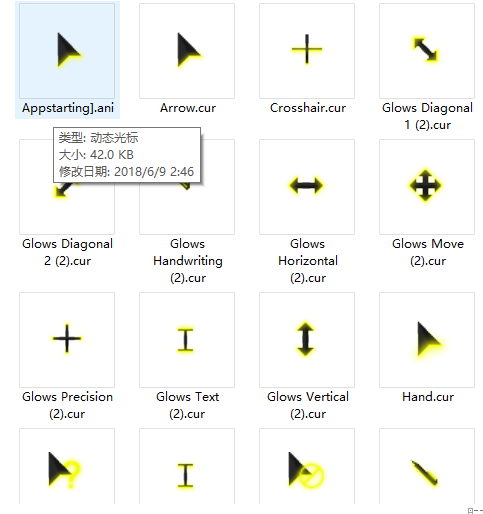 Appstarting].ani
Arrow.cur
Crosshair.cur
Glows Diagonal
1 (2).cur
类型: 动态光标
大小: 42.0 KB
修改日期: 2018/6/9 2:46
Glows Diagonal
2 (2).cur
Glows
Handwriting
(2).cur
Glows
Horizontal
(2).cur
Glows Move
(2).cur
Glows Precision
(2).cur
Glows Text
(2).cur
Glows Vertical
(2).cur
Hand.cur